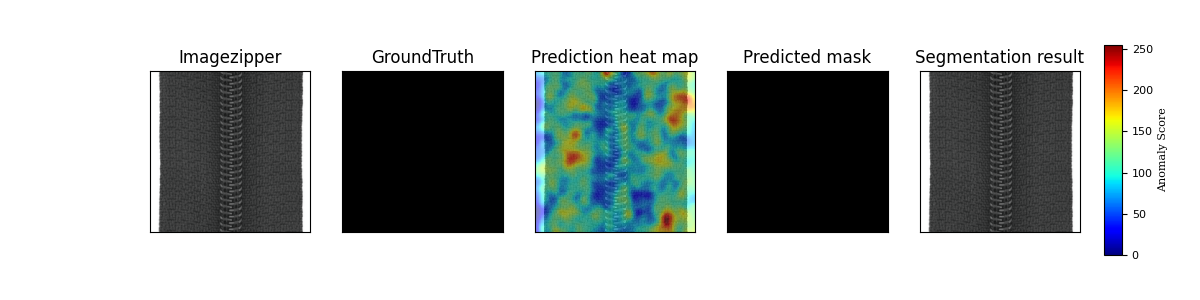 Imagezipper
GroundTruth
Prediction heat map
Predicted mask
Segmentation result
250
200
150
100
50
0
Anomaly Score